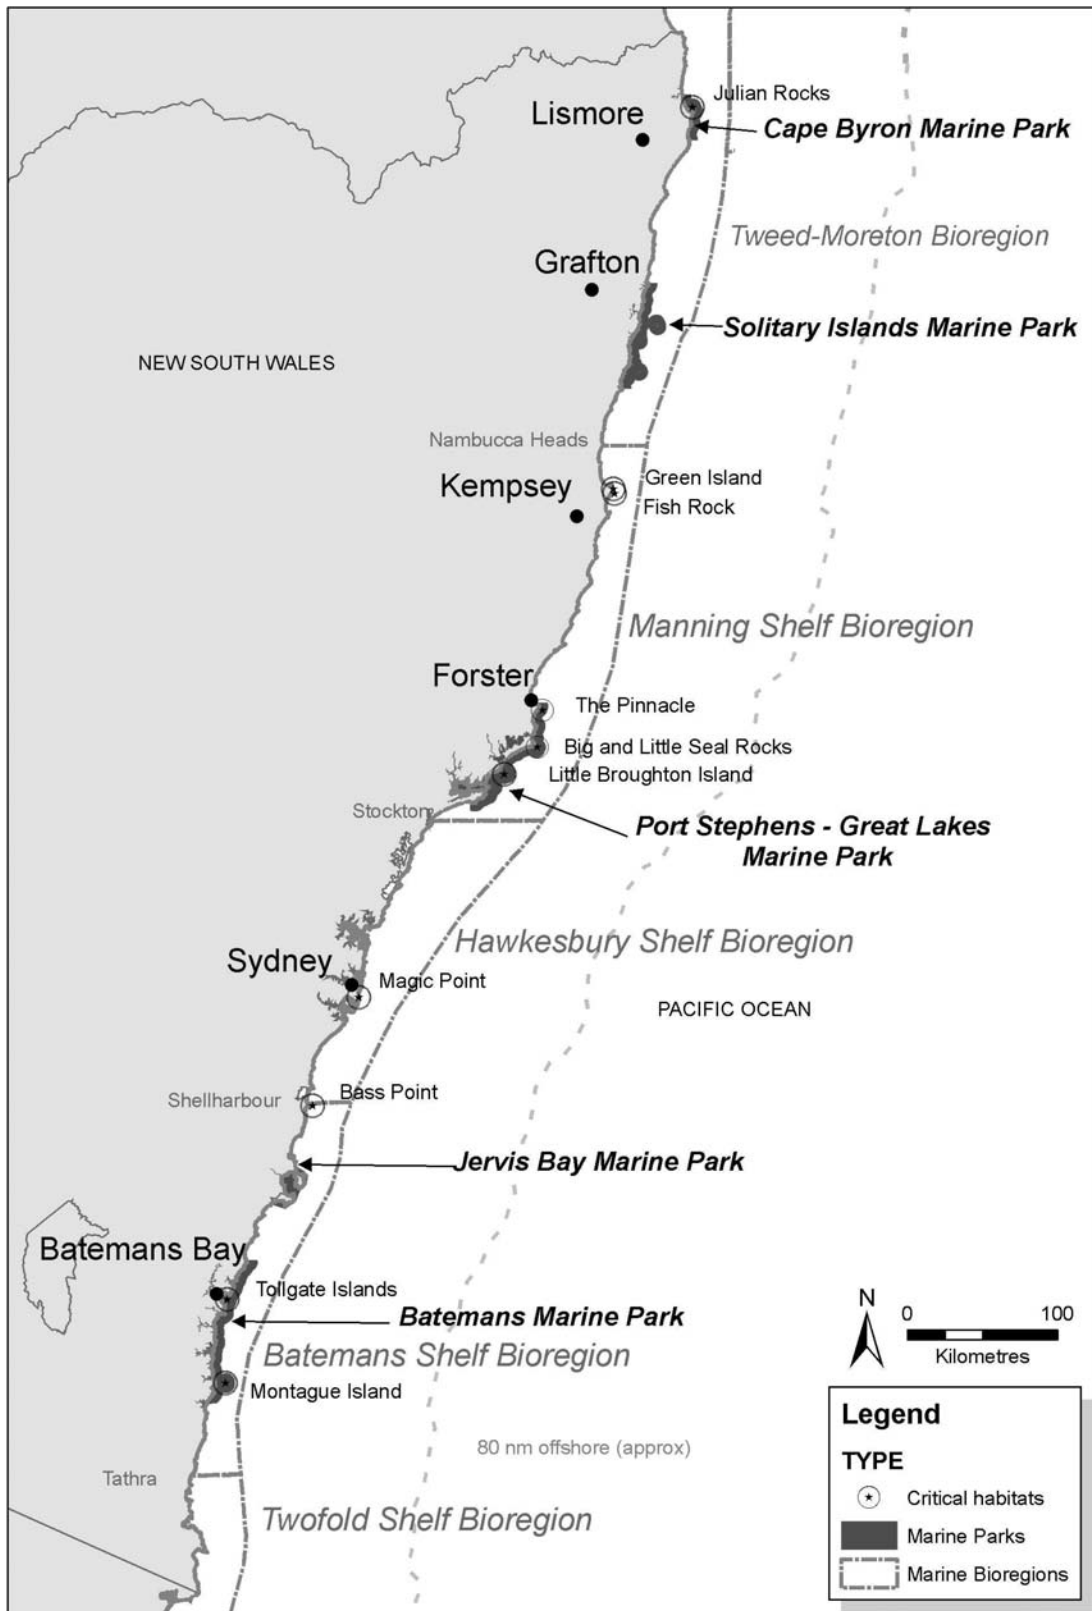 Julian Rocks
Lismore
Cape Byron Marine Park
Tweed-Moreton Bioregion
Grafton
Solitary Islands Marine Park
NEW SOUTH WALES
Nambucca Heads
Green Island
Kempsey
Fish Rock
Manning Shelf Bioregion
Forster
The Pinnacle
Big and Little Seal Rocks
Little Broughton Island
Stockton
Port Stephens - Great Lakes
Marine Park
Hawkesbury Shelf Bioregion
Sydney
Magic Point
PACIFIC OCEAN
Bass Point
Shellharbour
Jervis Bay Marine Park
Batemans Bay
Tollgate Islands
Batemans Marine Park
Batemans Shelf Bioregion
Montague Island
80 nm offshore (approx)
Tathra
Twofold Shelf Bioregion
N
0 100
Kilometres
Legend
TYPE
Critical habitats
Marine Parks
Marine Bioregions